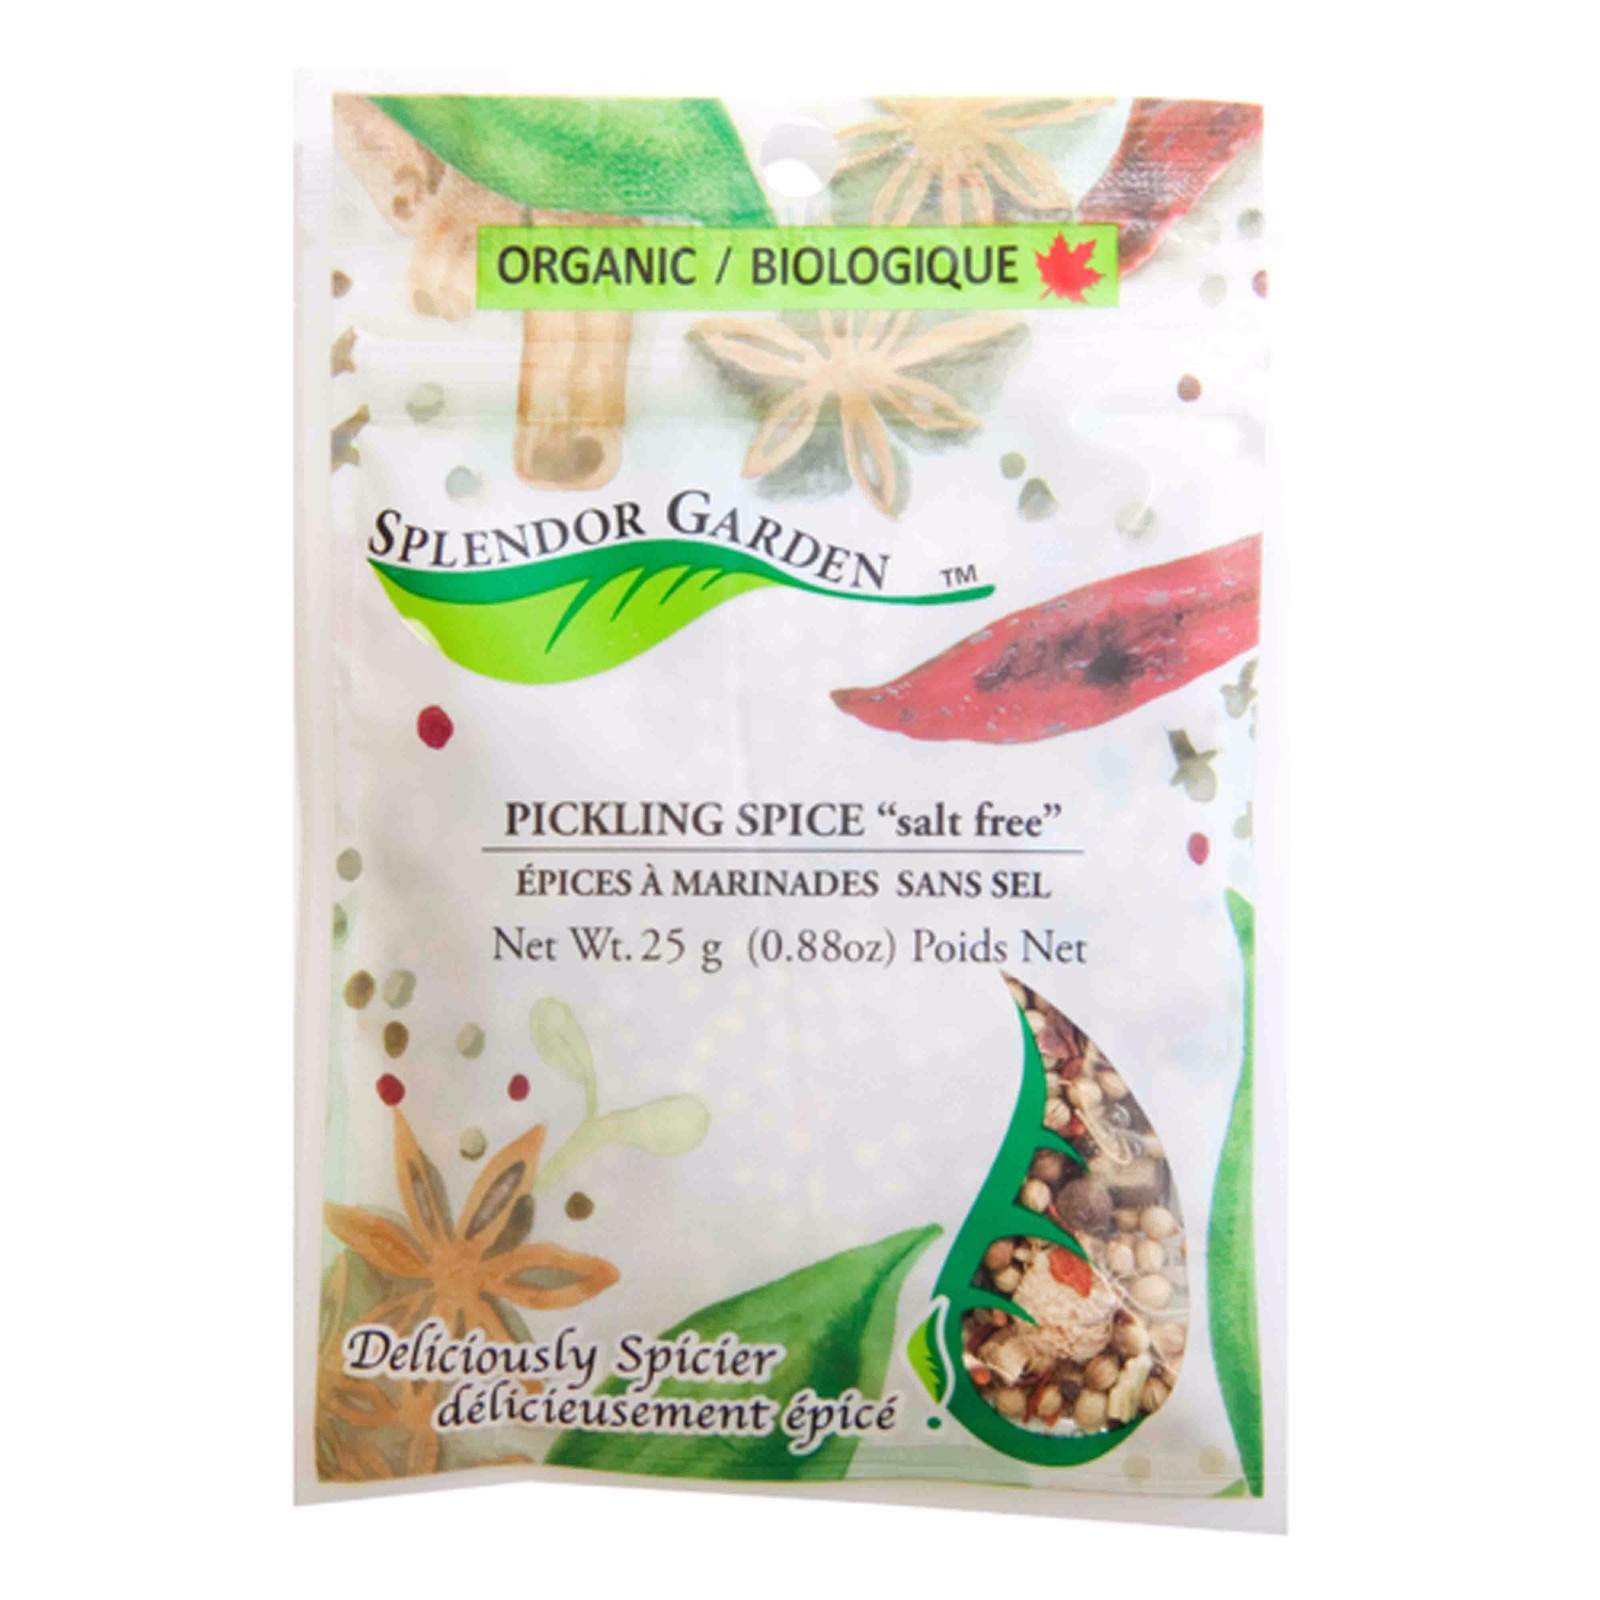 ORGANIC / BIOLOGIQUE
SPLENDOR GARDEN ™
PICKLING SPICE “salt free”
ÉPICES À MARINADES SANS SEL
Net Wt. 25 g (0.88oz) Poids Net
Deliciously Spicier
délicieusement épicé